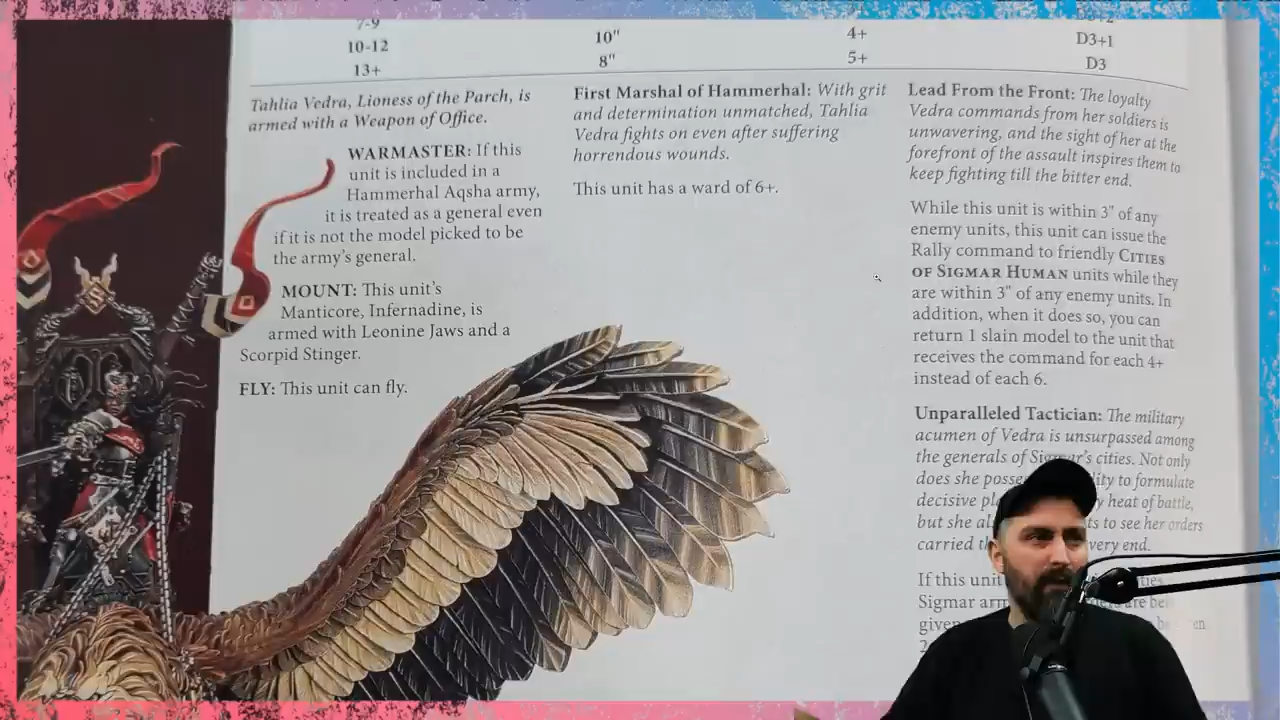 7-9
10-12 10" 4+ D3+1
13+ 8" 5+ D3
Tahlia Vedra, Lioness of the Parch, is
armed with a Weapon of Office.
WARMASTER: If this
unit is included in a
Hammerhal Aqsha army,
it is treated as a general even
if it is not the model picked to be
the army's general.
MOUNT: This unit's
Manticore, Infernadine, is
armed with Leonine Jaws and a
Scorpid Stinger.
FLY: This unit can fly.
First Marshal of Hammerhal: With grit
and determination unmatched, Tahlia
Vedra fights on even after suffering
horrendous wounds.
This unit has a ward of 6+.
Lead From the Front: The loyalty
Vedra commands from her soldiers is
unwavering, and the sight of her at the
forefront of the assault inspires them to
keep fighting till the bitter end.
While this unit is within 3" of any
enemy units, this unit can issue the
Rally command to friendly CITIES
OF SIGMAR HUMAN units while they
are within 3" of any enemy units. In
addition, when it does so, you can
return 1 slain model to the unit that
receives the command for each 4+
instead of each 6.
Unparalleled Tactician: The military
acumen of Vedra is unsurpassed among
the generals of Sigmar's cities. Not only
does she to formulate
decisive heat of battle,
but she to see her orders
carried very end.
If this unit
Sigmar are
given